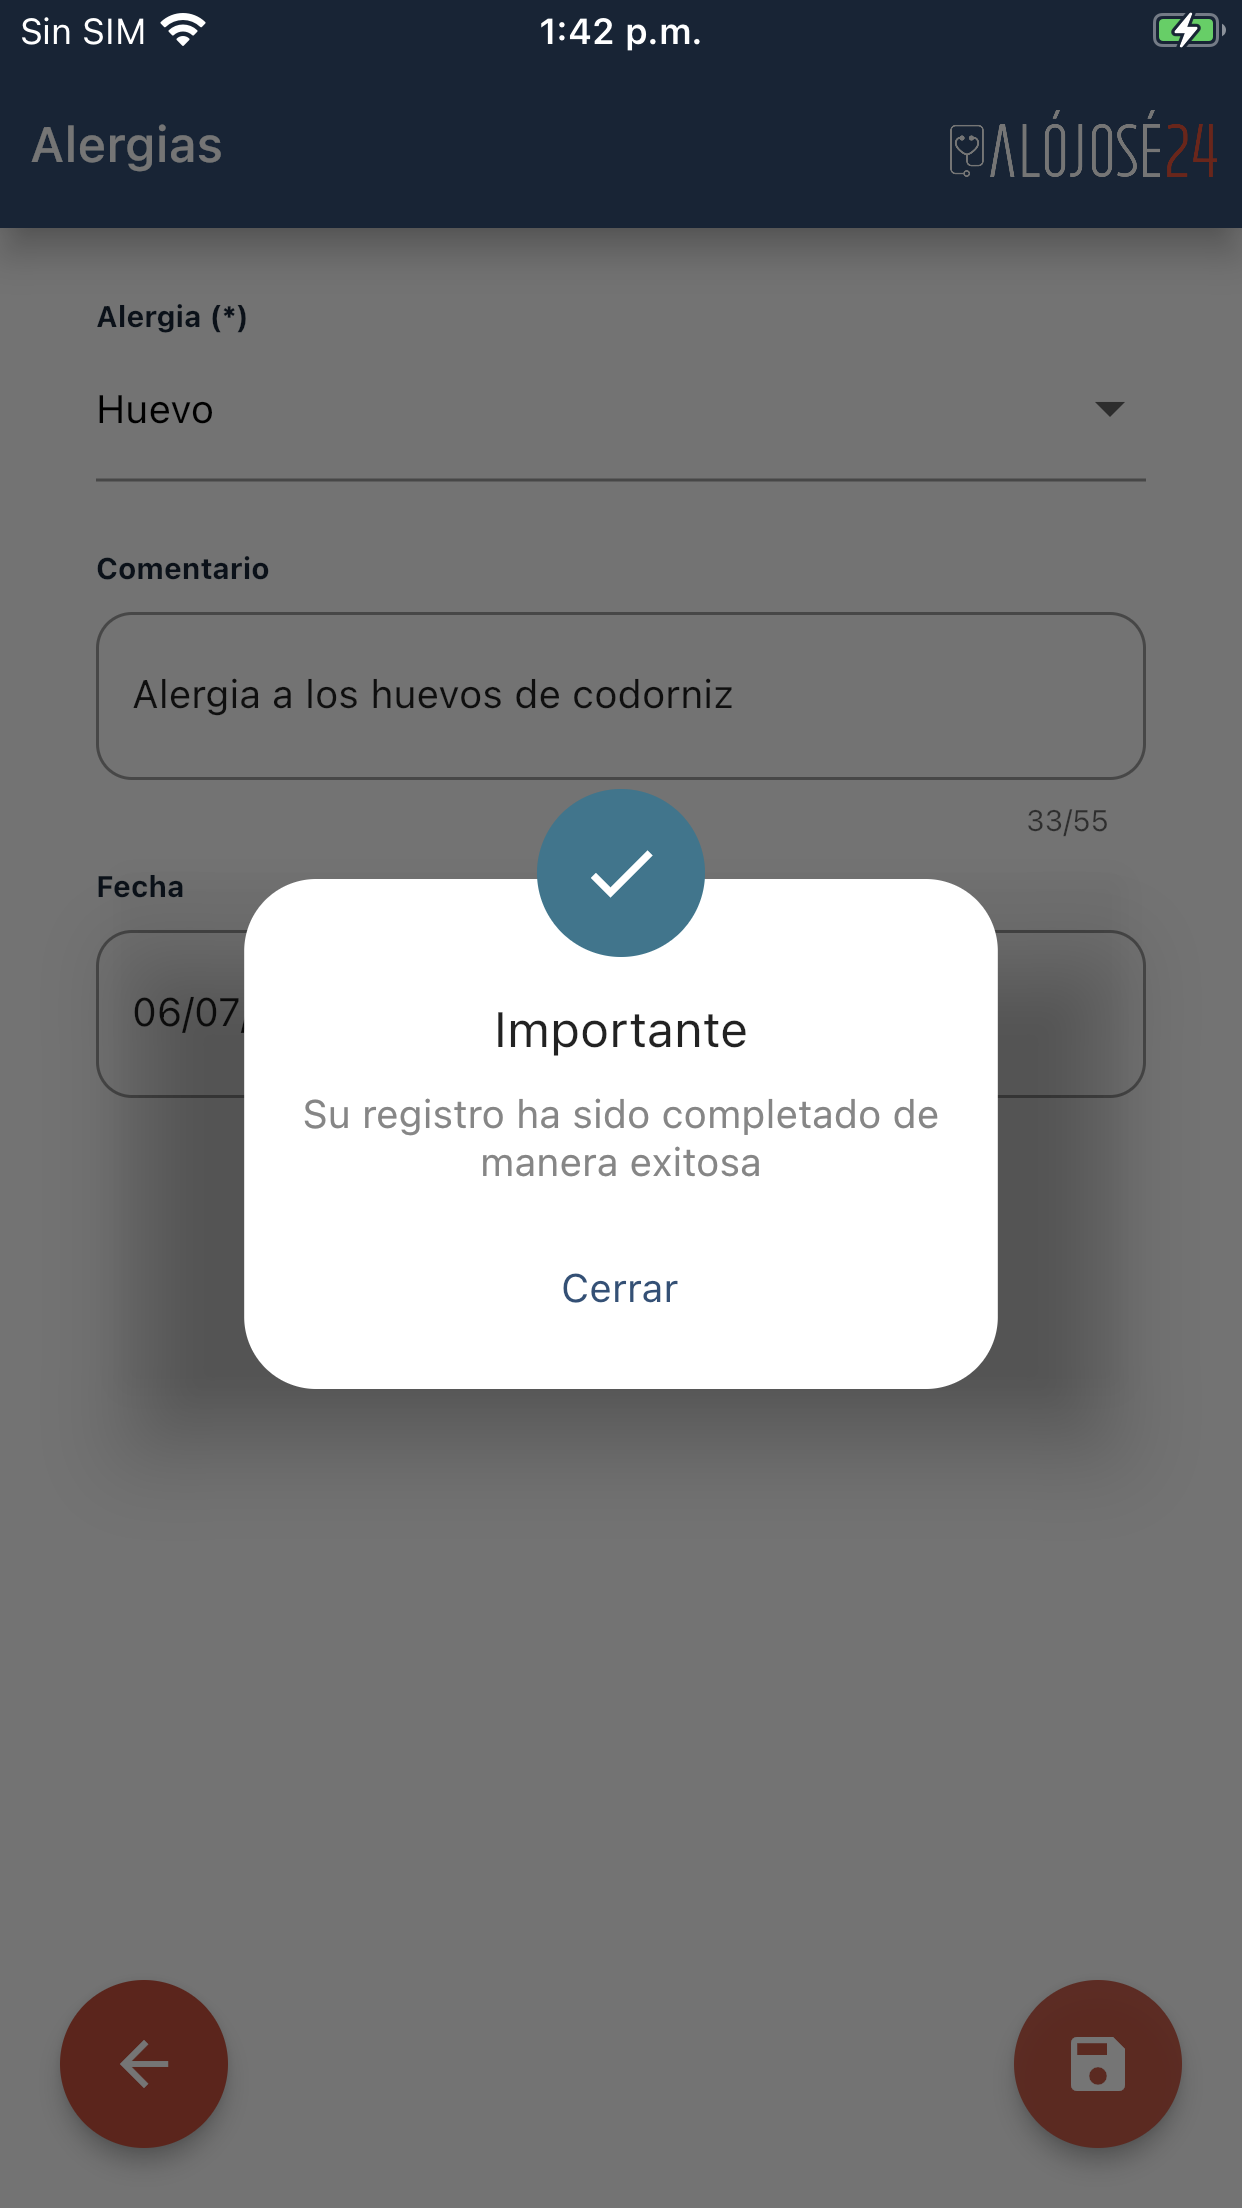 Sin SIM
1:42 p.m.
Alergias
ALÓJOSÉ24
Alergia (*)
Huevo
Comentario
Alergia a los huevos de codorniz
33/55
Fecha
06/07/
Importante
Su registro ha sido completado de
manera exitosa
Cerrar